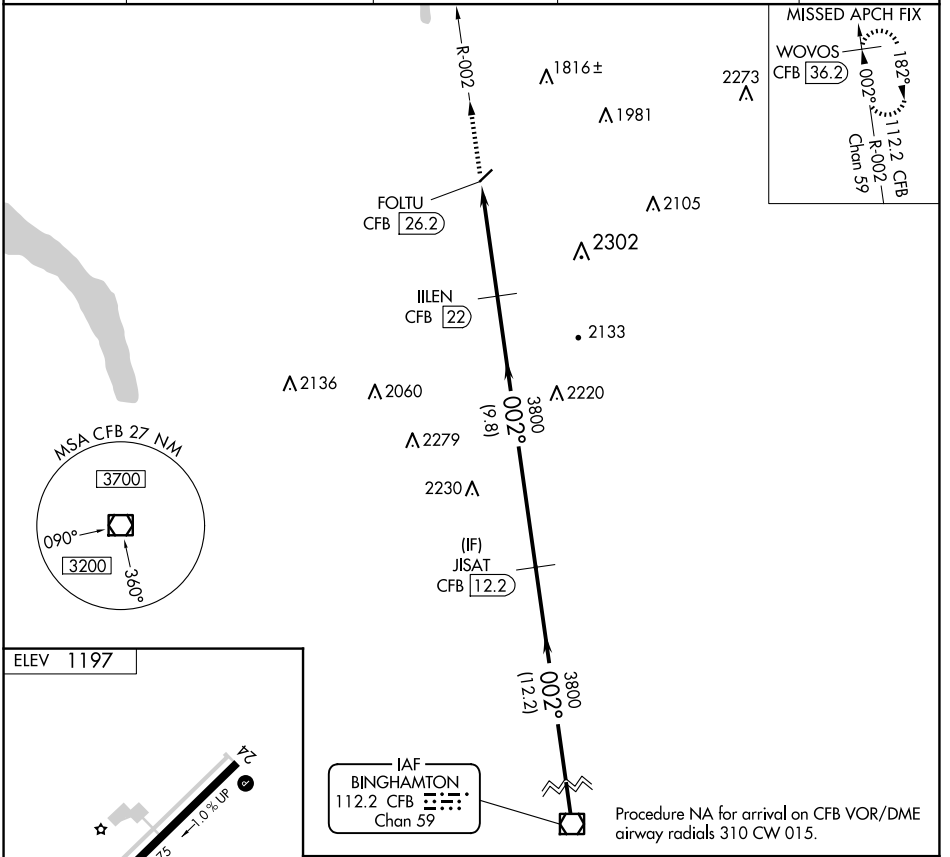 MISSED APCH FIX
WOVOS
CFB 36.2
182°
002°
112.2 CFB
R-002
Chan 59
R-002
1816±
2273
1981
FOLTU
CFB 26.2
2105
2302
IILEN
CFB 22
2133
2136
2060
2220
3800
002°
(9.8)
2279
2230
MSA CFB 27 NM
3700
090°
3200
360°
(IF)
JISAT
CFB 12.2
3800
002°
(12.2)
ELEV 1197
24
P
1.0% UP
75
IAF
BINGHAMTON
112.2 CFB
Chan 59
Procedure NA for arrival on CFB VOR/DME
airway radials 310 CW 015.